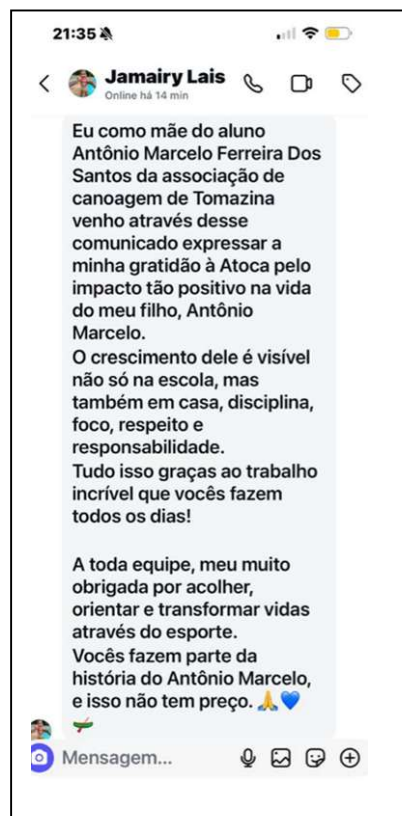 21:35
Jamairy Lais
Online há 14 min
Eu como mãe do aluno
Antônio Marcelo Ferreira Dos
Santos da associação de
canoagem de Tomazina
venho através desse
comunicado expressar a
minha gratidão à Atoca pelo
impacto tão positivo na vida
do meu filho, Antônio
Marcelo.
O crescimento dele é visível
não só na escola, mas
também em casa, disciplina,
foco, respeito e
responsabilidade.
Tudo isso graças ao trabalho
incrível que vocês fazem
todos os dias!
A toda equipe, meu muito
obrigada por acolher,
orientar e transformar vidas
através do esporte.
Vocês fazem parte da
história do Antônio Marcelo,
e isso não tem preço. 🙏💙
🛶
Mensagem...